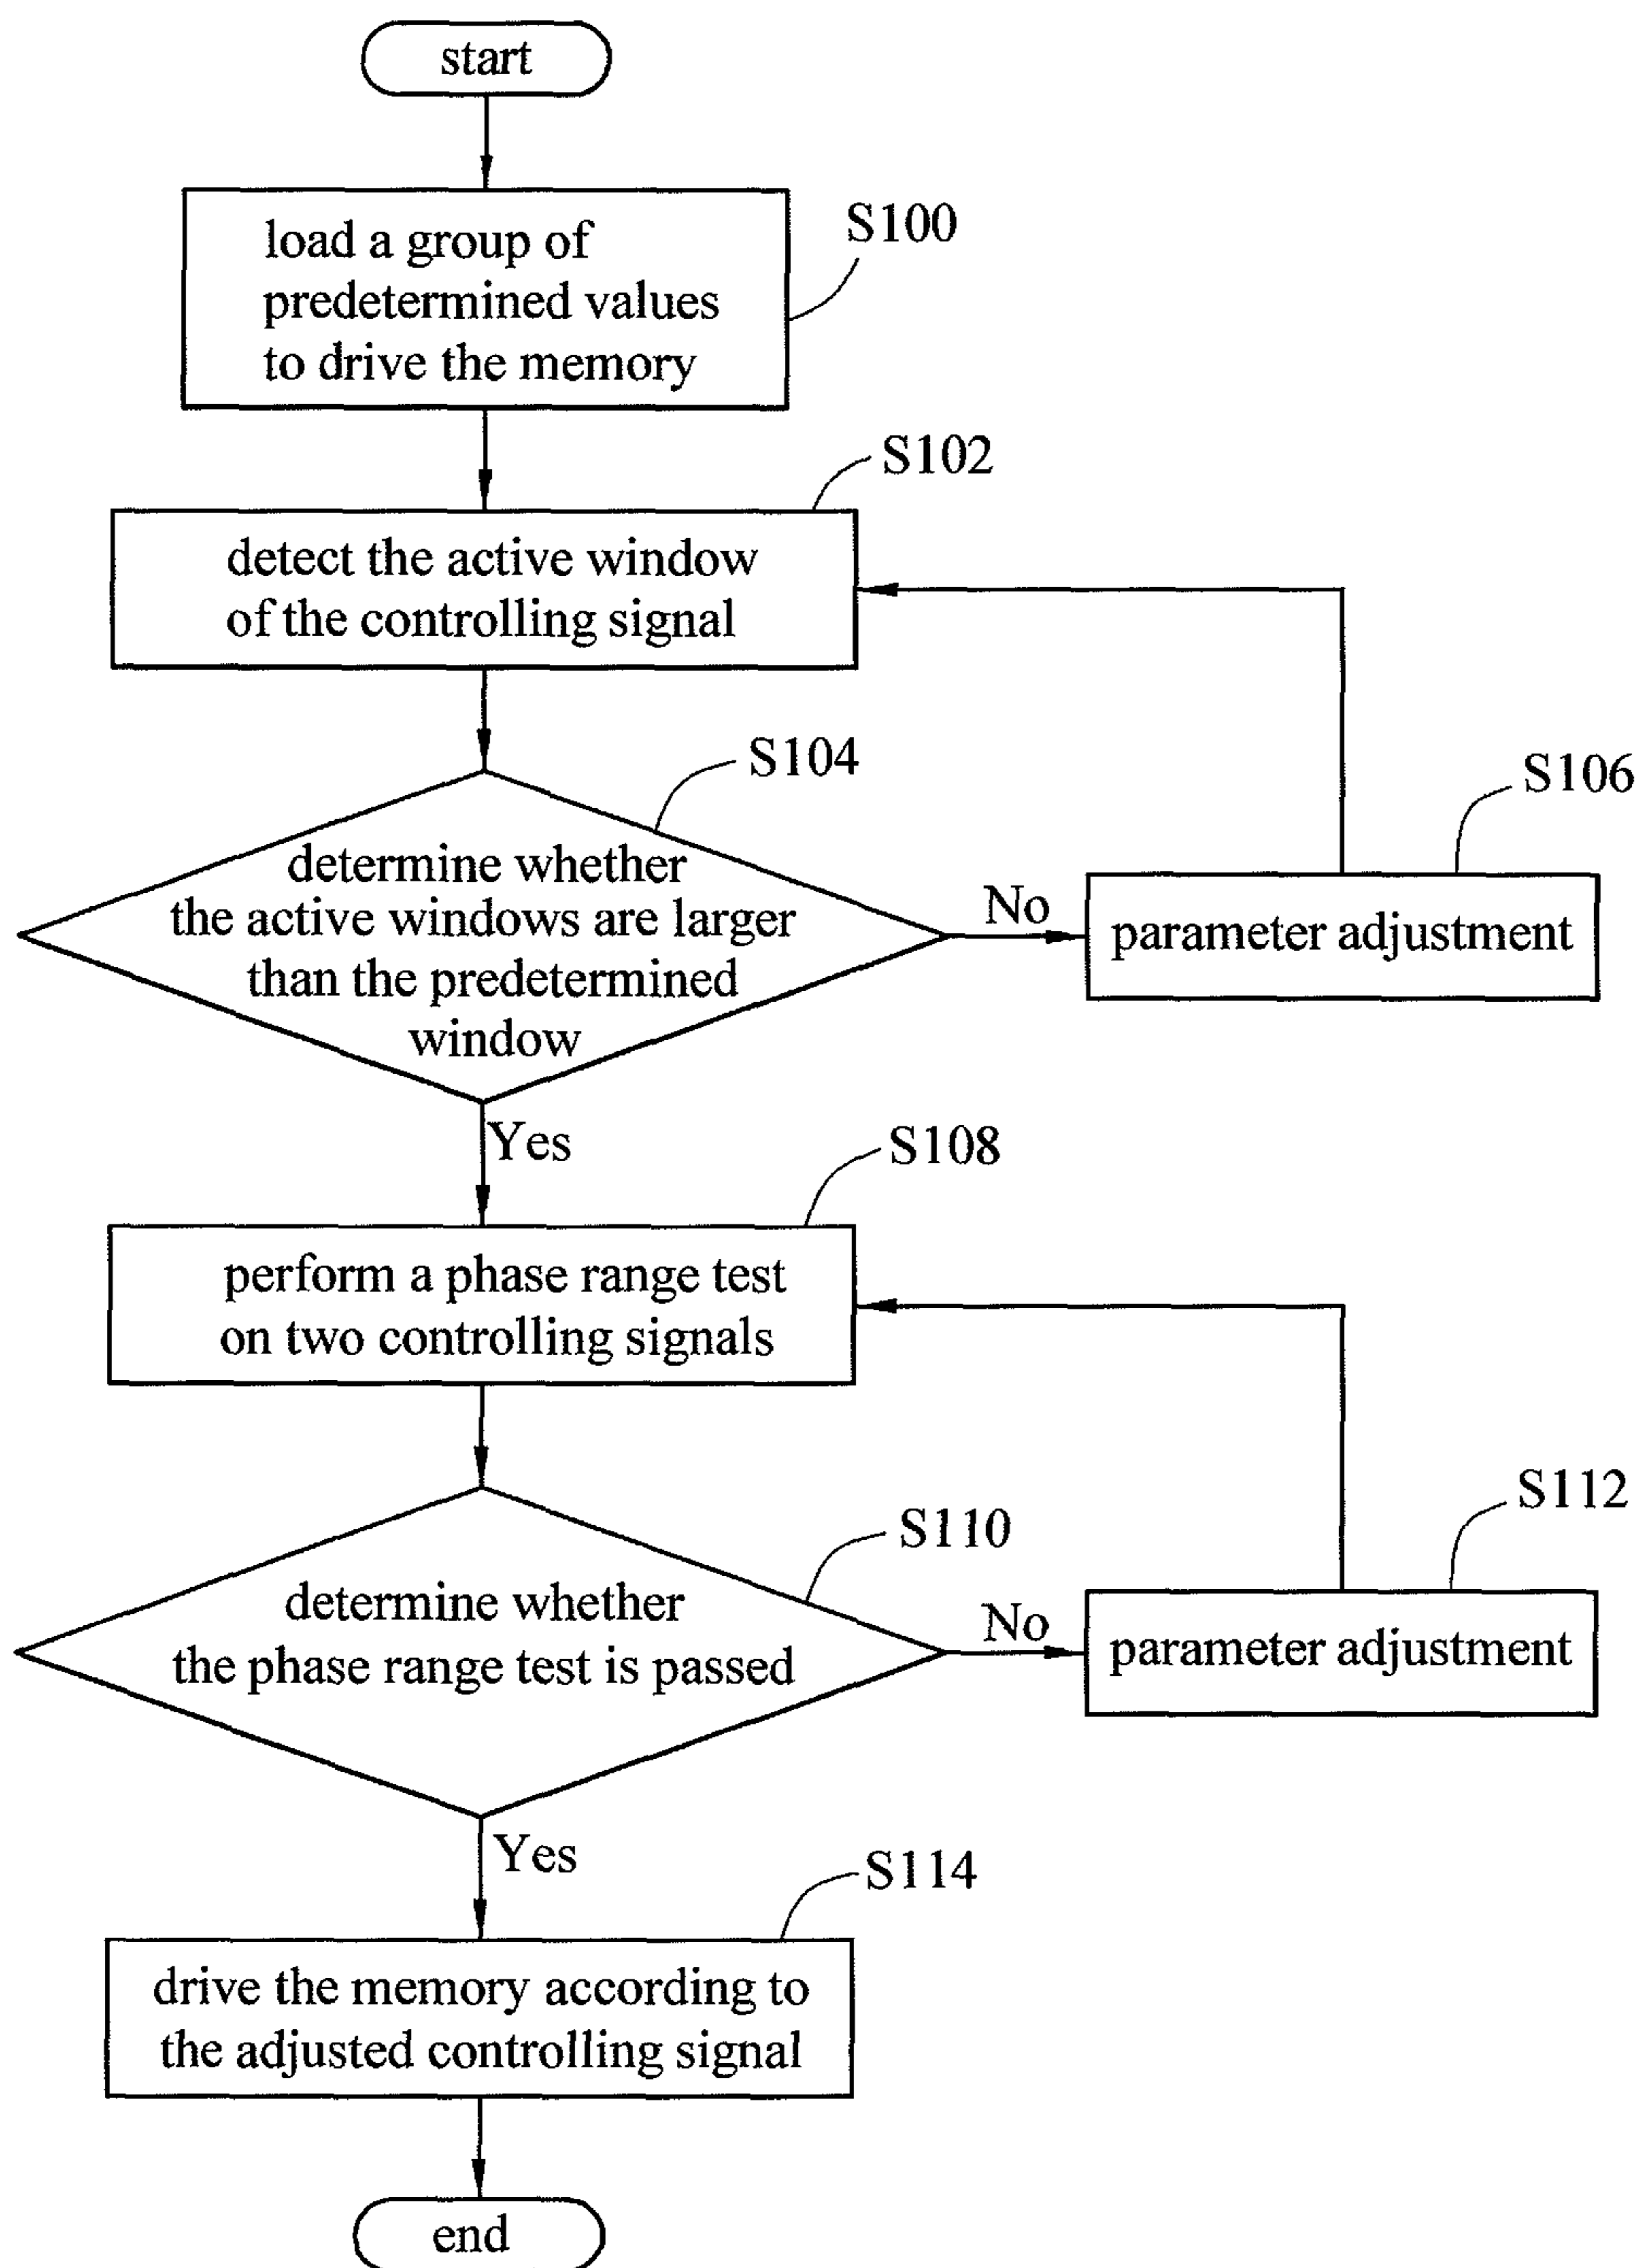 start
load a group of
predetermined values
to drive the memory
S100
S102
detect the active window
of the controlling signal
S104
determine whether
the active windows are larger
than the predetermined
window
No
S106
parameter adjustment
Yes
S108
perform a phase range test
on two controlling signals
S110
determine whether
the phase range test is passed
No
S112
parameter adjustment
Yes
S114
drive the memory according to
the adjusted controlling signal
end